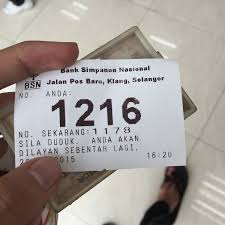 Bank Simpanan Nasional
BSN
Jalan Pos Baru, Klang, Selangor
NO. ANDA:
1216
NO. SEKARANG:1178
SILA DUDUK. ANDA AKAN
DILAYAN SEBENTAR LAGI.
2015 16:20